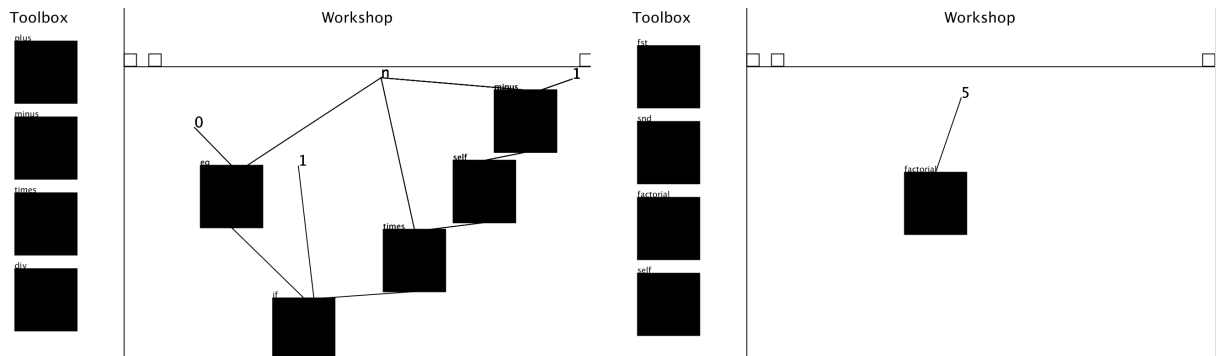 Toolbox
Workshop
plus
minus
times
div
n
1
minus
0
self
1
eq
times
if
Toolbox
Workshop
fst
snd
factorial
self
5
factorial